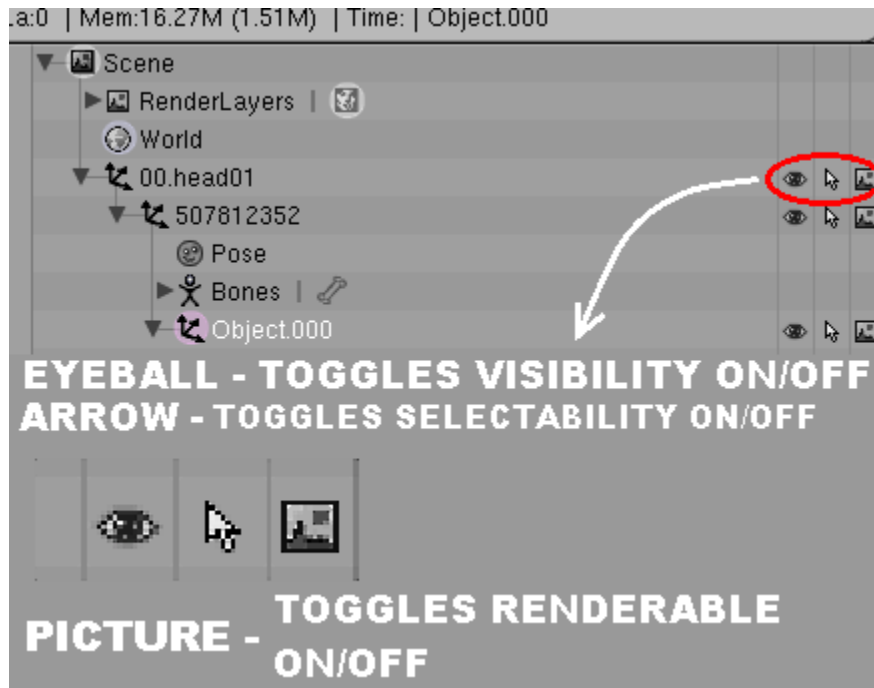 .a:0 | Mem:16.27M (1.51M) | Time: | Object.000
Scene
RenderLayers |
World
00.head01
507812352
Pose
Bones |
Object.000
EYEBALL - TOGGLES VISIBILITY ON/OFF
ARROW - TOGGLES SELECTABILITY ON/OFF
PICTURE - TOGGLES RENDERABLE
ON/OFF